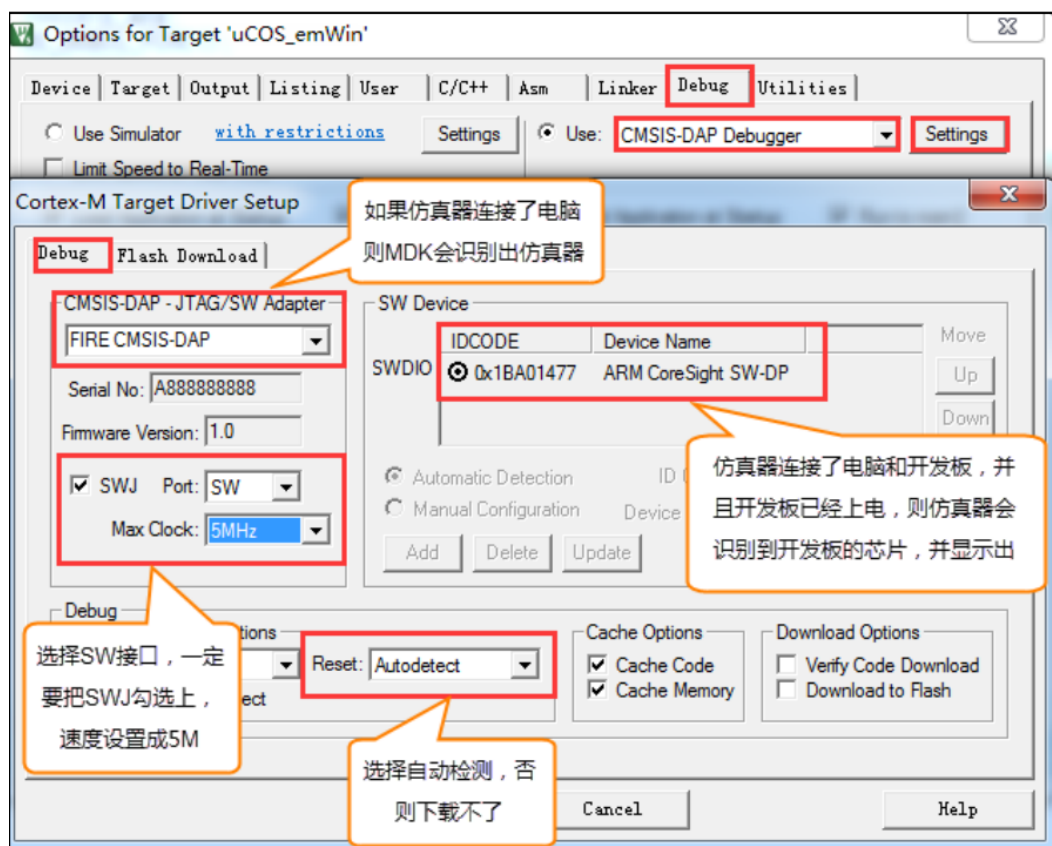 Options for Target 'uCOS_emWin'
Device Target Output Listing User C/C++ Asm Linker Debug Utilities
Use Simulator with restrictions Settings Use: CMSIS-DAP Debugger Settings
Limit Speed to Real-Time
Cortex-M Target Driver Setup
如果仿真器连接了电脑
则MDK会识别出仿真器
Debug Flash Download
CMSIS-DAP - JTAG/SW Adapter
FIRE CMSIS-DAP
Serial No: A888888888
Firmware Version: 1.0
SWJ Port: SW
Max Clock: 5MHz
SW Device
IDCODE Device Name
SWDIO 0x1BA01477 ARM CoreSight SW-DP
Move
Up
Down
Automatic Detection ID
Manual Configuration Device
Add Delete Update
仿真器连接了电脑和开发板，并
且开发板已经上电，则仿真器会
识别到开发板的芯片，并显示出
Debug
选择SW接口，一定
要把SWJ勾选上，
速度设置成5M
Reset: Autodetect
选择自动检测，否
则下载不了
Cache Options
Cache Code
Cache Memory
Download Options
Verify Code Download
Download to Flash
Cancel Help